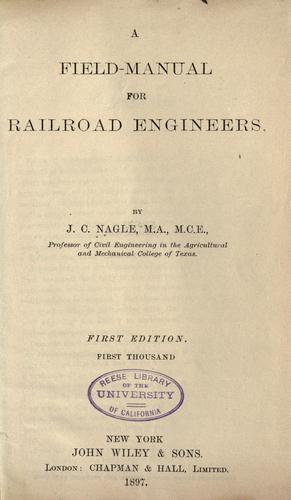 A
FIELD-MANUAL
FOR
RAILROAD ENGINEERS.
BY
J. C. NAGLE, M.A., M.C.E.,
Professor of Civil Engineering in the Agricultural
and Mechanical College of Texas.
FIRST EDITION.
FIRST THOUSAND
REESE LIBRARY
OF THE
UNIVERSITY
OF CALIFORNIA
NEW YORK
JOHN WILEY & SONS.
LONDON: CHAPMAN & HALL, LIMITED.
1897.